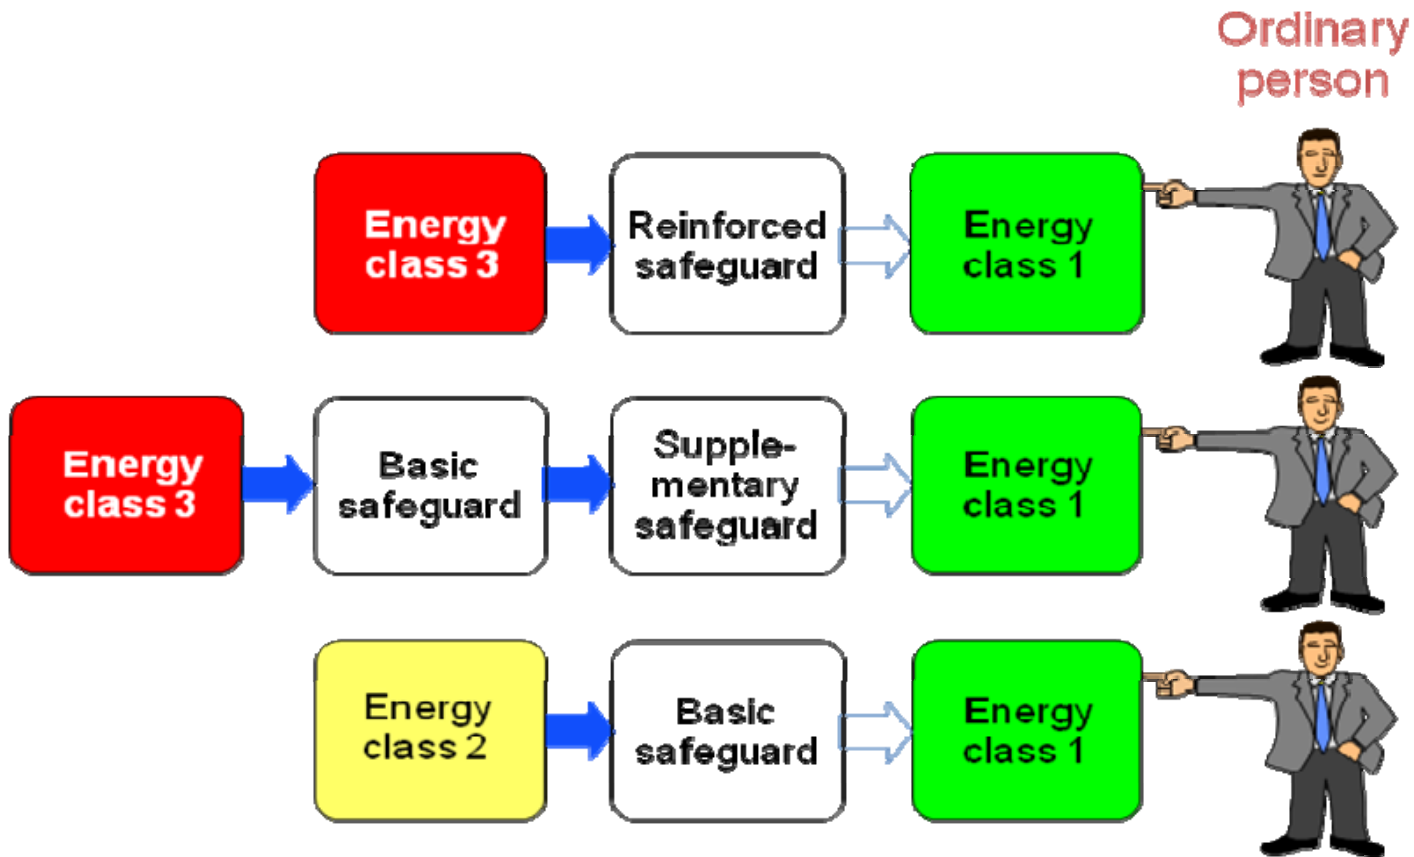 Ordinary
person
Energy
class 3
Reinforced
safeguard
Energy
class 1
Energy
class 3
Basic
safeguard
Supple-
mentary
safeguard
Energy
class 1
Energy
class 2
Basic
safeguard
Energy
class 1